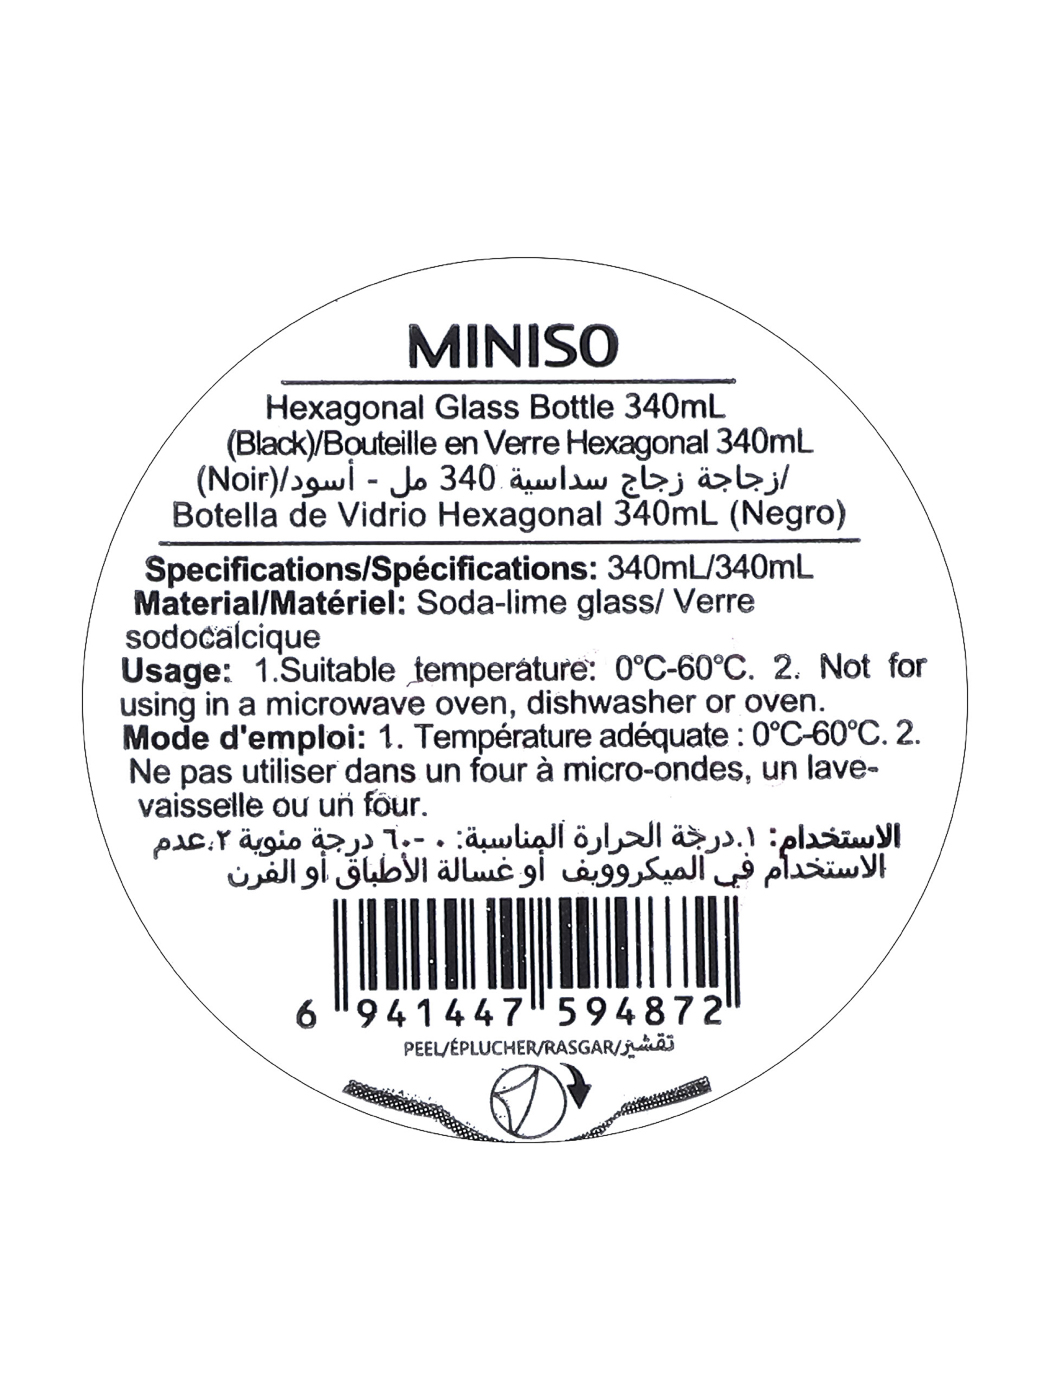 MINISO
Hexagonal Glass Bottle 340mL
(Black)/Bouteille en Verre Hexagonal 340mL
(Noir)/زجاجة زجاج سداسية 340 مل - أسود/
Botella de Vidrio Hexagonal 340mL (Negro)
Specifications/Spécifications: 340mL/340mL
Material/Matériel: Soda-lime glass/ Verre
sodocalcique
Usage: 1.Suitable temperature: 0°C-60°C. 2. Not for
using in a microwave oven, dishwasher or oven.
Mode d'emploi: 1. Température adéquate : 0°C-60°C. 2.
Ne pas utiliser dans un four à micro-ondes, un lave-
vaisselle ou un four.
الاستخدام: ١.درجة الحرارة المناسبة: ٠ -٦٠ درجة مئوية ٢.عدم
الاستخدام في الميكروويف أو غسالة الأطباق أو الفرن
6 941447 594872
PEEL/ÉPLUCHER/RASGAR/تقشير